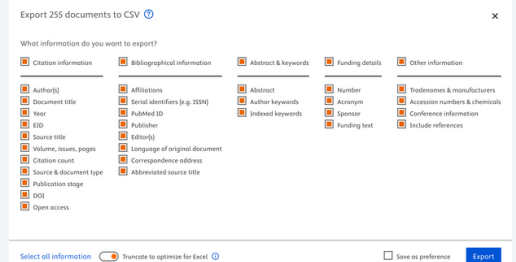 Export 255 documents to CSV ?
What information do you want to export?
Citation information
Author(s)
Document title
Year
EID
Source title
Volume, issues, pages
Citation count
Source & document type
Publication stage
DOI
Open access
Bibliographical information
Affiliations
Serial identifiers (e.g. ISSN)
PubMed ID
Publisher
Editor(s)
Language of original document
Correspondence address
Abbreviated source title
Abstract & keywords
Abstract
Author keywords
Indexed keywords
Funding details
Number
Acronym
Sponsor
Funding text
Other information
Tradenames & manufacturers
Accession numbers & chemicals
Conference information
Include references
Select all information
Truncate to optimize for Excel
Save as preference
Export